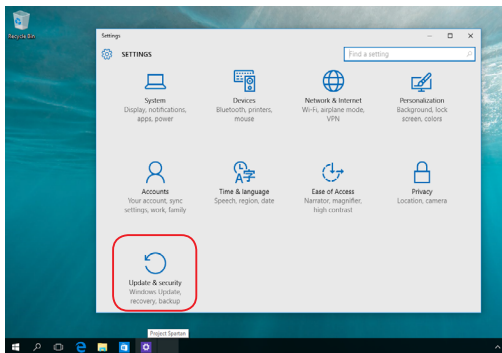 Recycle Bin
Settings
SETTINGS
Find a setting
System
Display, notifications,
apps, power
Devices
Bluetooth, printers,
mouse
Network & Internet
Wi-Fi, airplane mode,
VPN
Personalization
Background, lock
screen, colors
Accounts
Your account, sync
settings, work, family
Time & language
Speech, region, date
Ease of Access
Narrator, magnifier,
high contrast
Privacy
Location, camera
Update & security
Windows Update,
recovery, backup
Project Spartan